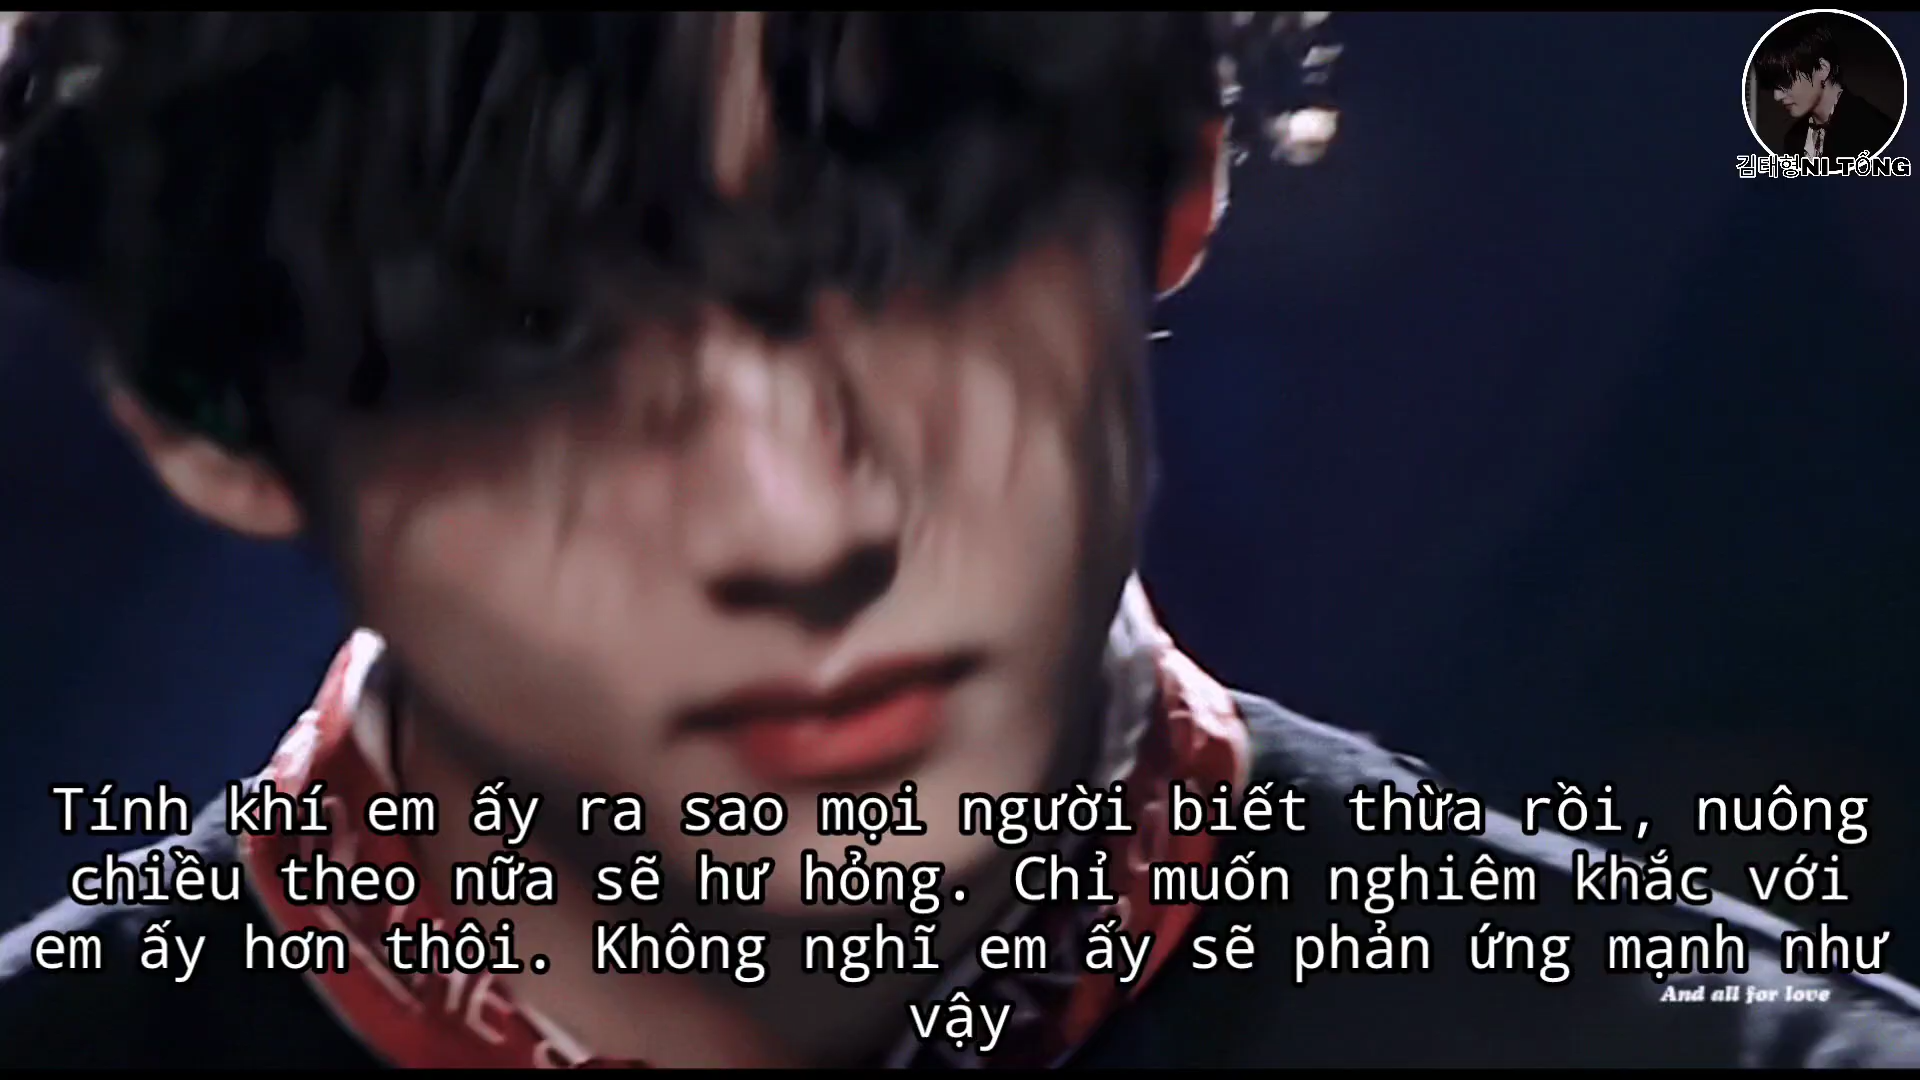 김태형NI TỔNG
Tính khí em ấy ra sao mọi người biết thừa rồi, nuông
chiều theo nữa sẽ hư hỏng. Chỉ muốn nghiêm khắc với
em ấy hơn thôi. Không nghĩ em ấy sẽ phản ứng mạnh như
vậy
And all for love